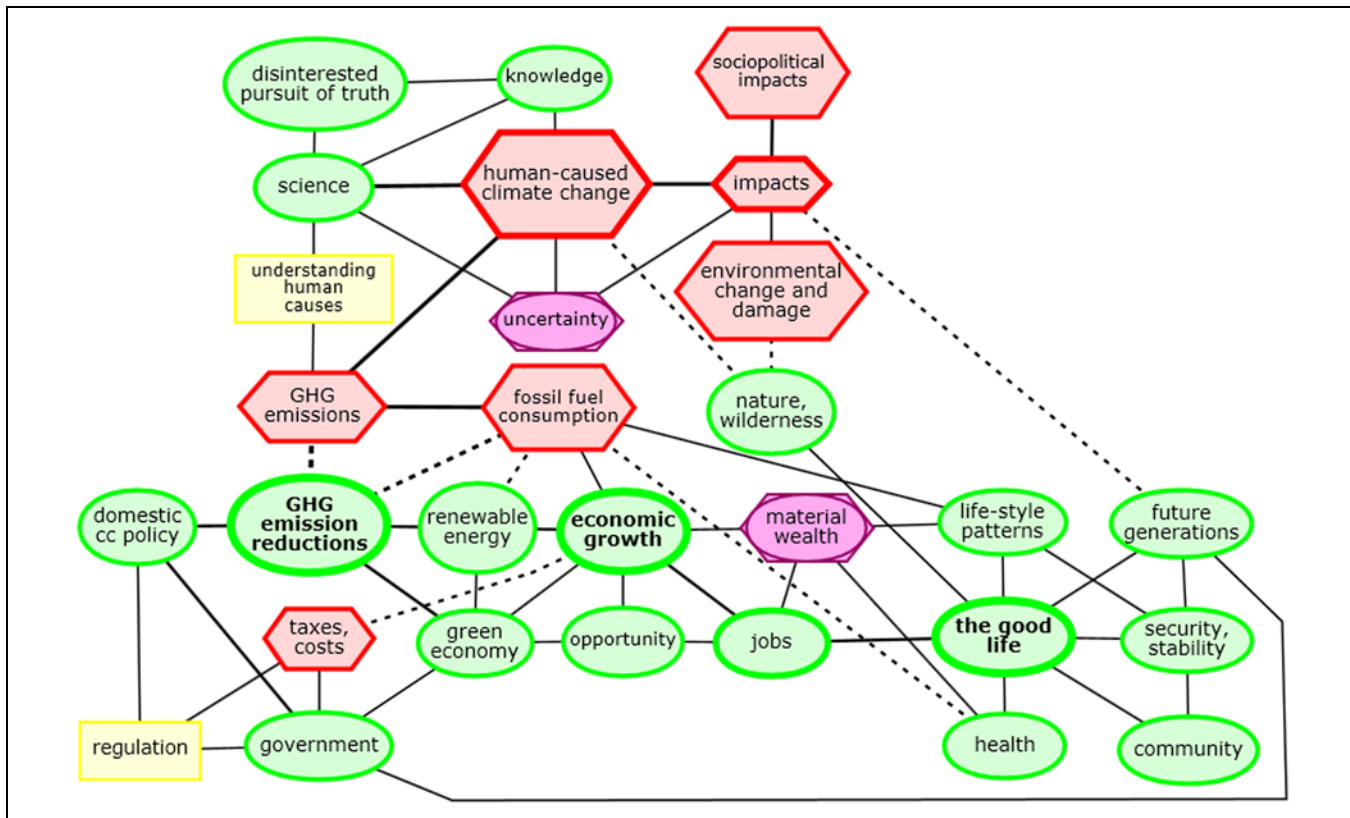 disinterested
pursuit of truth
knowledge
sociopolitical
impacts
science
human-caused
climate change
impacts
understanding
human
causes
uncertainty
environmental
change and
damage
GHG
emissions
fossil fuel
consumption
nature,
wilderness
domestic
cc policy
GHG
emission
reductions
renewable
energy
economic
growth
material
wealth
life-style
patterns
future
generations
taxes,
costs
green
economy
opportunity
jobs
the good
life
security,
stability
regulation
government
health
community